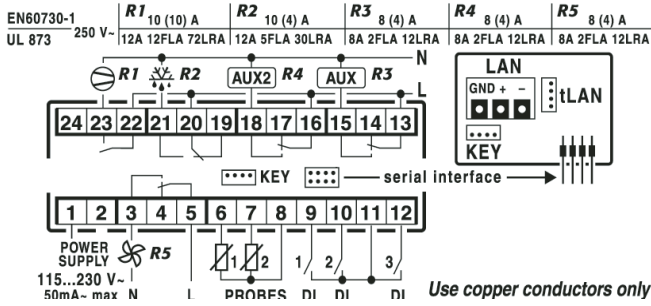 EN60730-1 250 V~ R1 10 (10) A R2 10 (4) A R3 8 (4) A R4 8 (4) A R5 8 (4) A
UL 873 12A 12FLA 72LRA 12A 5FLA 30LRA 8A 2FLA 12LRA 8A 2FLA 12LRA 8A 2FLA 12LRA
N
R1 R2 AUX2 R4 AUX R3
L
24 23 22 21 20 19 18 17 16 15 14 13
LAN
GND + -
tLAN
KEY
KEY serial interface
1 2 3 4 5 6 7 8 9 10 11 12
POWER SUPPLY
R5
1 2 1 2 3
115...230 V~
50mA~ max N L PROBES DI DI DI
Use copper conductors only